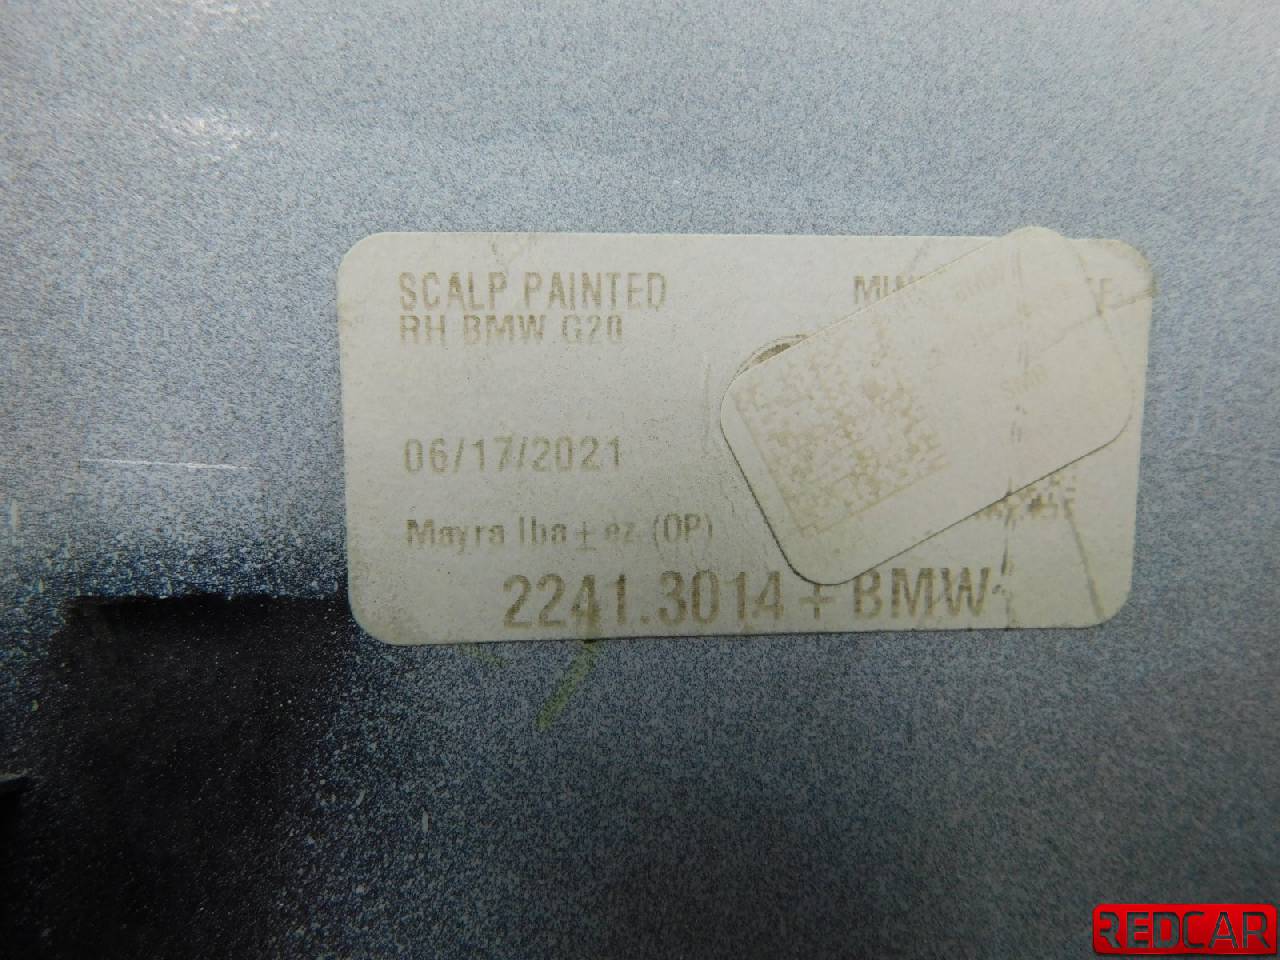 SCALP PAINTED
RH BMW G20
06/17/2021
Mayra Iba±ez (OP)
2241.3014 + BMW
REDCAR